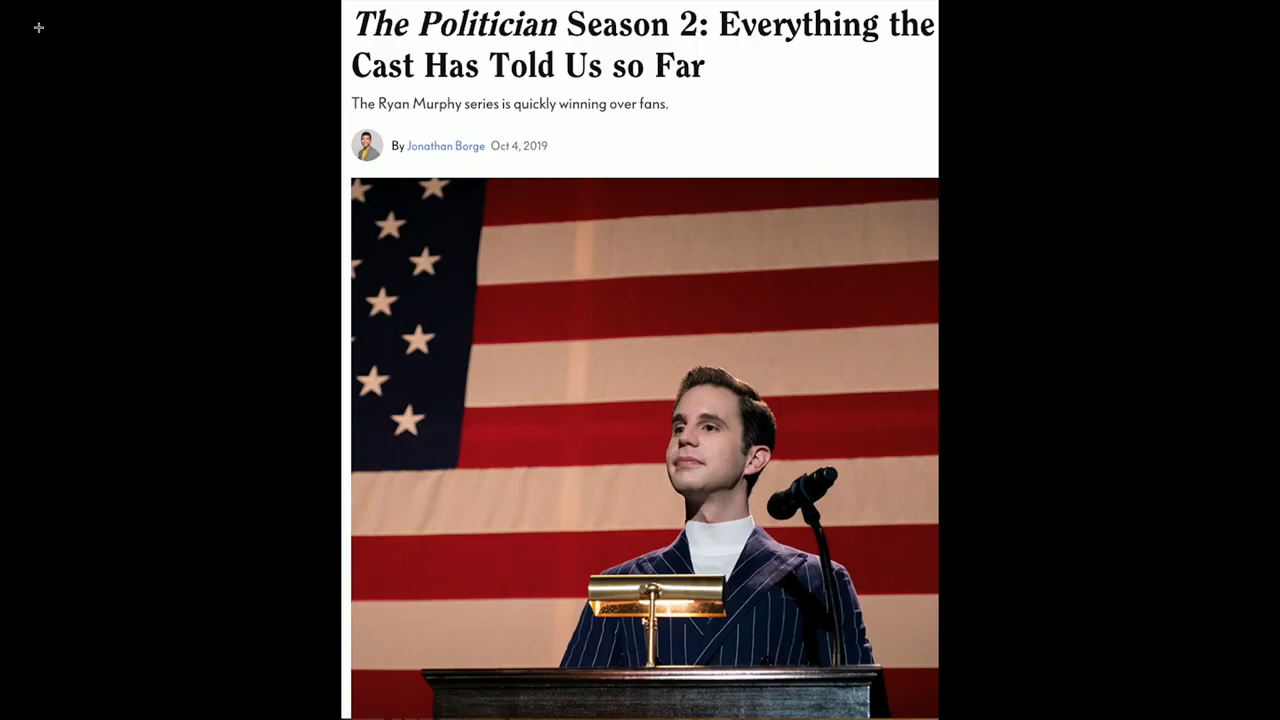 The Politician Season 2: Everything the
Cast Has Told Us so Far
The Ryan Murphy series is quickly winning over fans.
By Jonathan Borge Oct 4, 2019